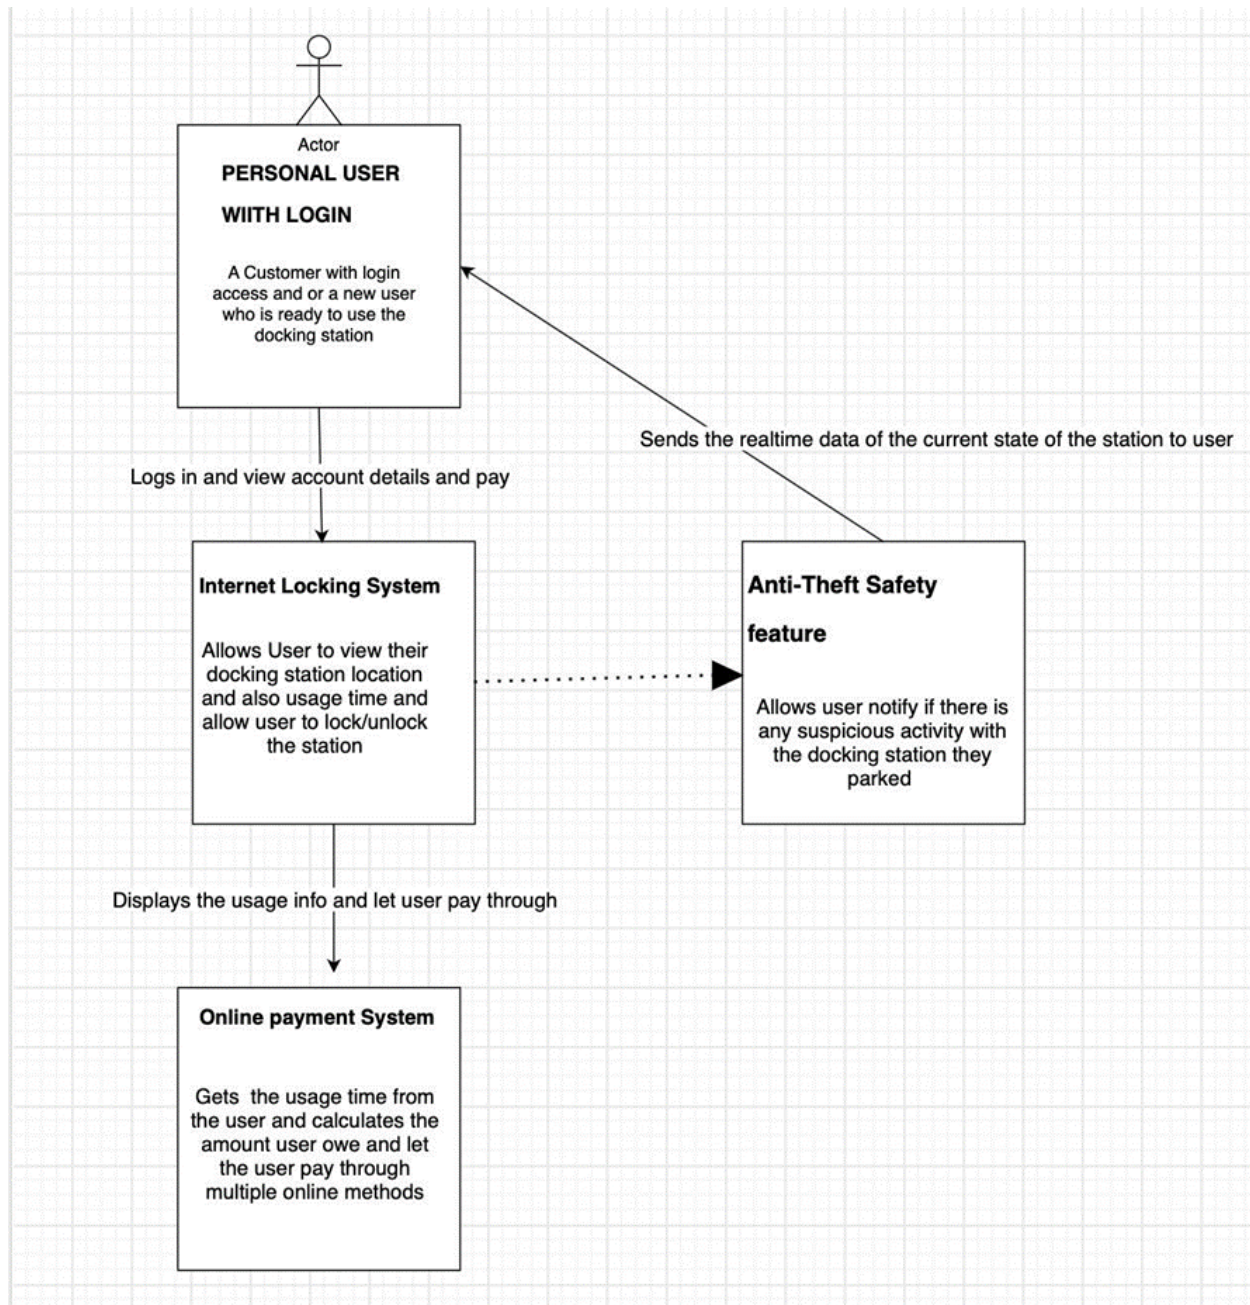 Actor
PERSONAL USER
WIITH LOGIN
A Customer with login
access and or a new user
who is ready to use the
docking station
Sends the realtime data of the current state of the station to user
Logs in and view account details and pay
Internet Locking System
Allows User to view their
docking station location
and also usage time and
allow user to lock/unlock
the station
Anti-Theft Safety
feature
Allows user notify if there is
any suspicious activity with
the docking station they
parked
Displays the usage info and let user pay through
Online payment System
Gets the usage time from
the user and calculates the
amount user owe and let
the user pay through
multiple online methods